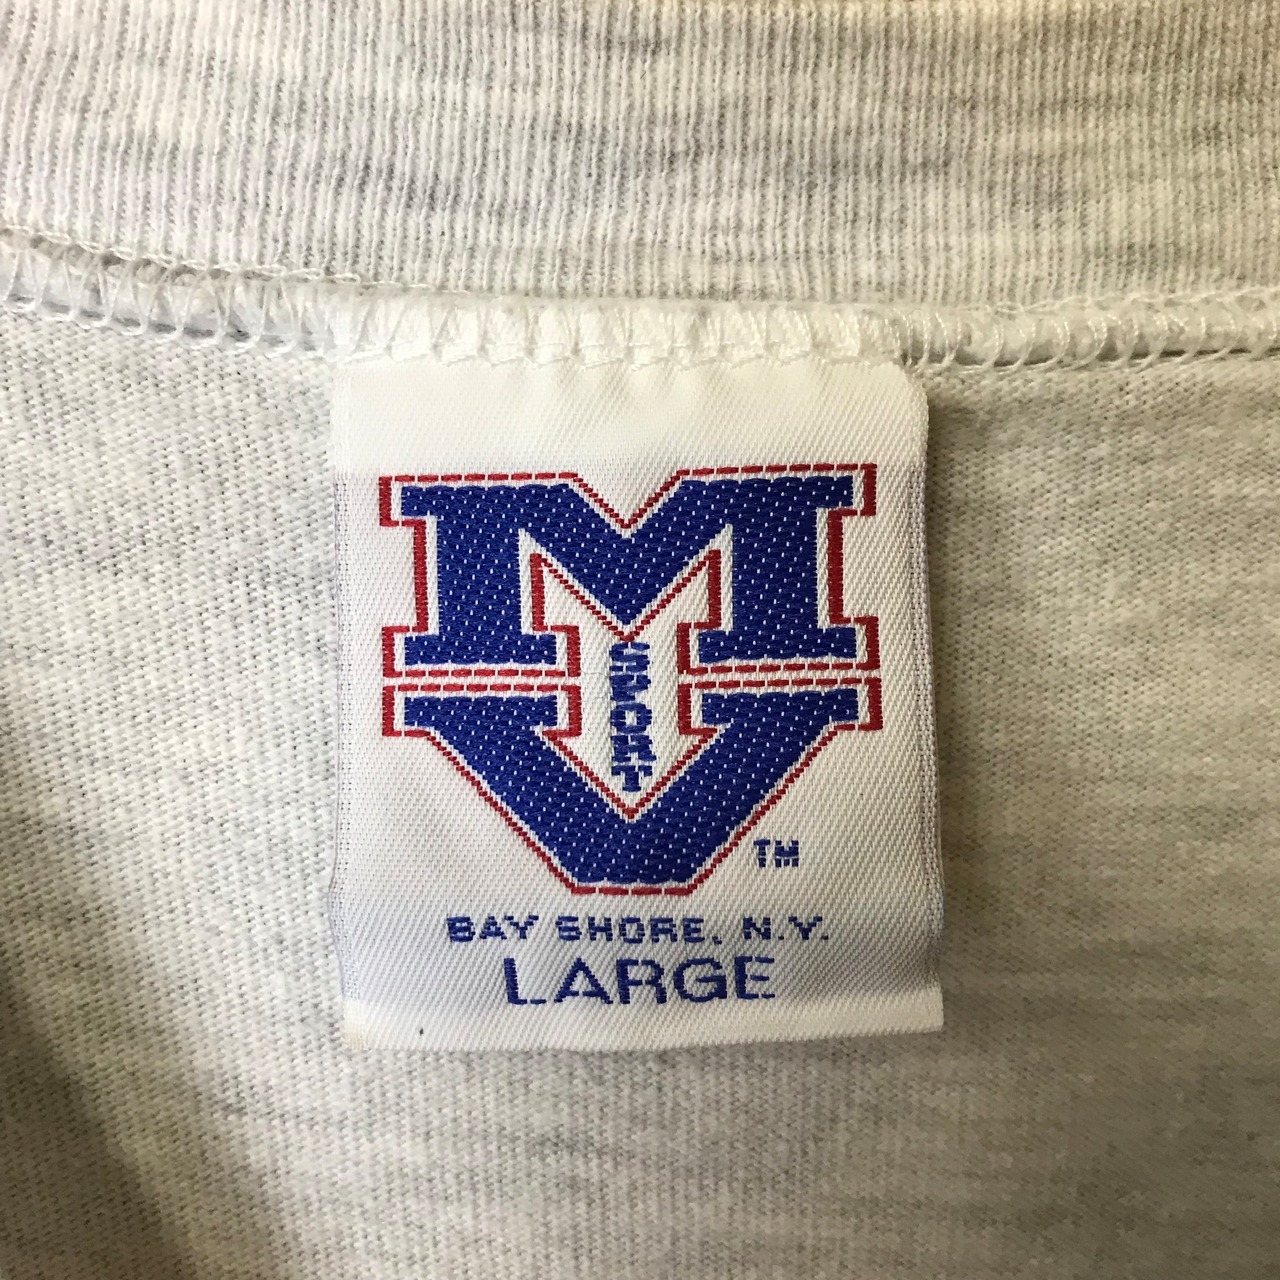 MV
SPORT
TM
BAY SHORE, N.Y.
LARGE